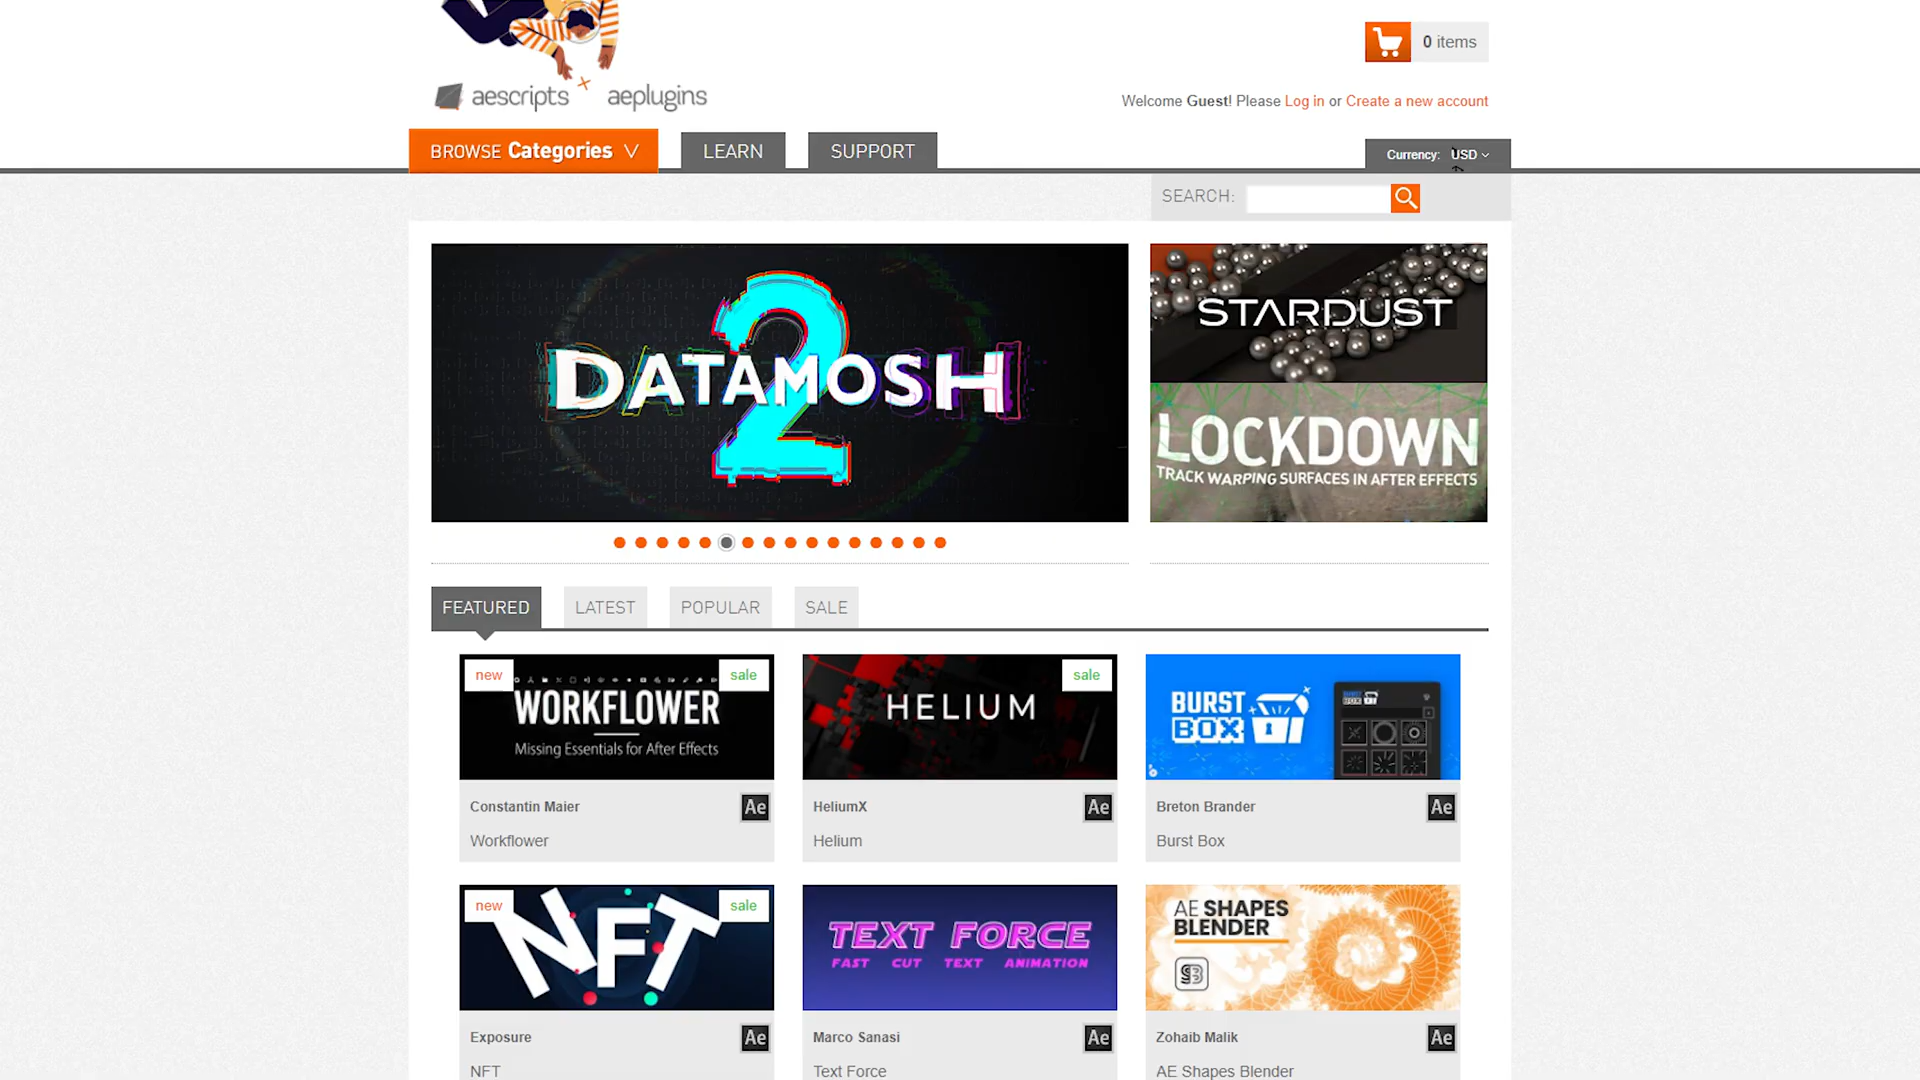 0 items
aescripts + aeplugins
Welcome Guest! Please Log in or Create a new account
BROWSE Categories
LEARN
SUPPORT
Currency: USD
SEARCH:
DATAMOSH
2
STARDUST
LOCKDOWN
TRACK WARPING SURFACES IN AFTER EFFECTS
FEATURED
LATEST
POPULAR
SALE
new
sale
WORKFLOWER
Missing Essentials for After Effects
Constantin Maier
Ae
Workflower
sale
HELIUM
HeliumX
Ae
Helium
BURST
BOX
Breton Brander
Ae
Burst Box
new
sale
NFT
Exposure
Ae
NFT
TEXT FORCE
FAST CUT TEXT ANIMATION
Marco Sanasi
Ae
Text Force
AE SHAPES
BLENDER
Zohaib Malik
Ae
AE Shapes Blender